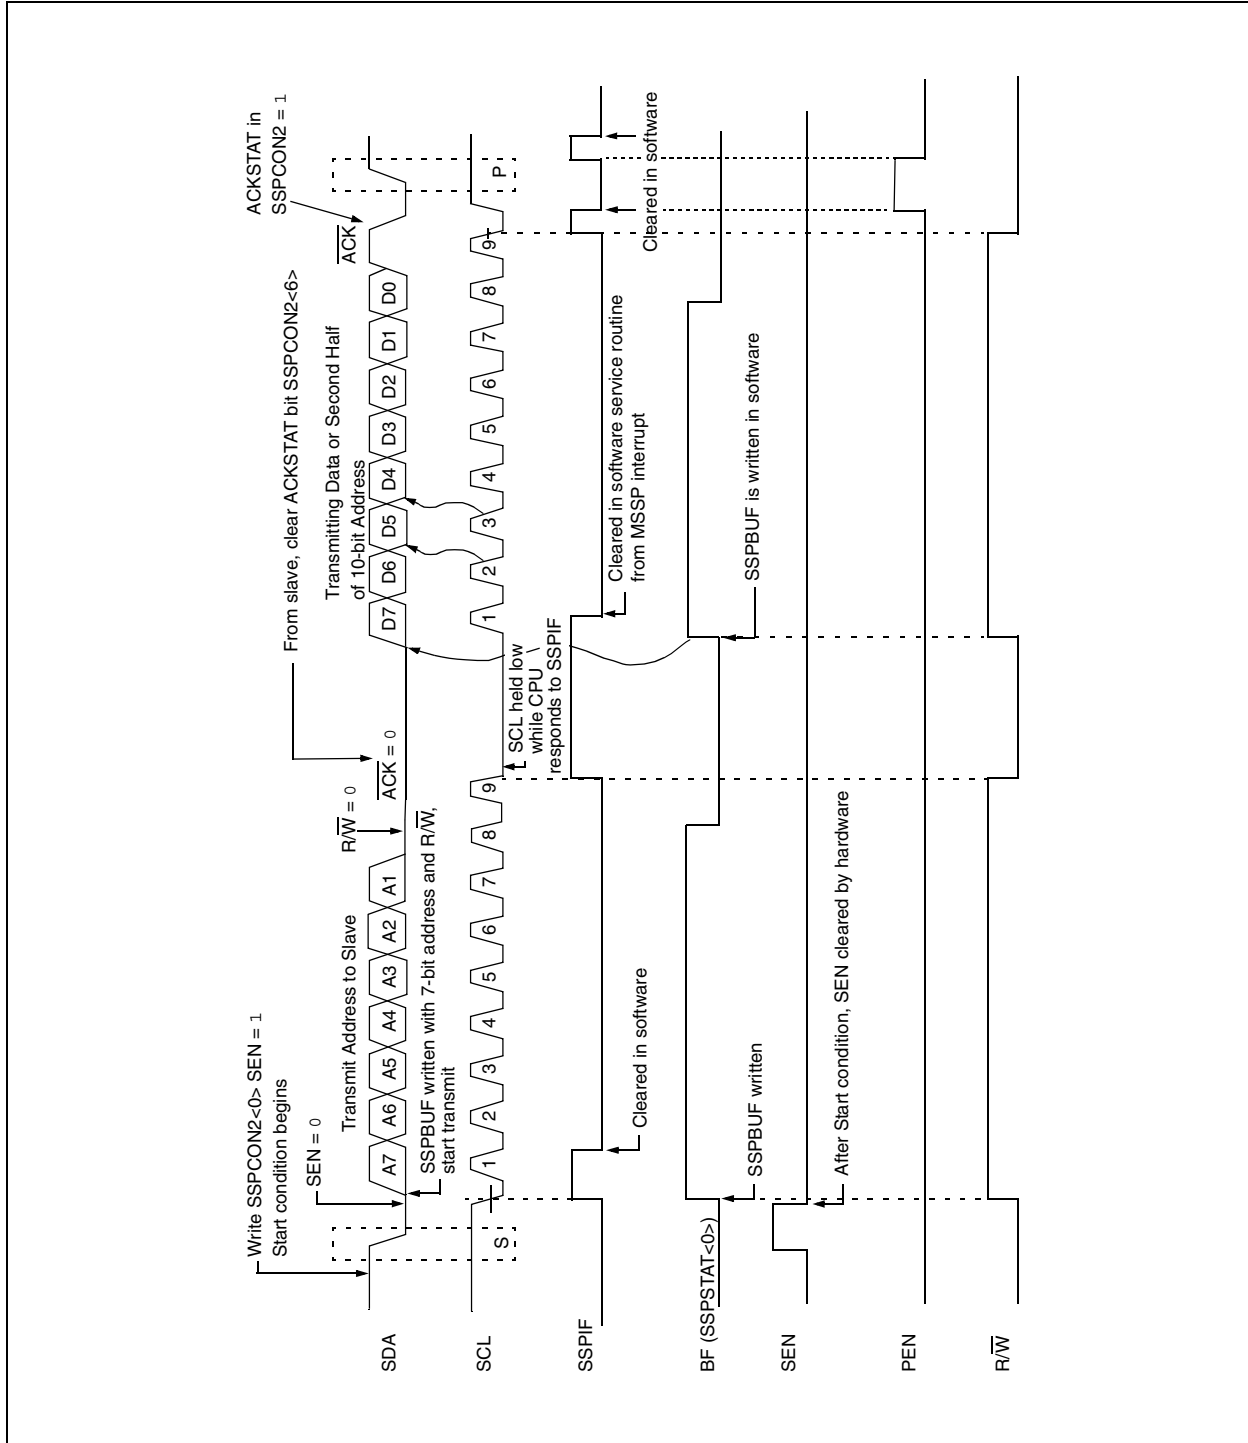 Write SSPCON2<0> SEN = 1
Start condition begins
SEN = 0
Transmit Address to Slave
R/W = 0
From slave, clear ACKSTAT bit SSPCON2<6>
ACK = 0
Transmitting Data or Second Half
of 10-bit Address
ACKSTAT in
SSPCON2 = 1
ACK
SDA
A7 A6 A5 A4 A3 A2 A1
D7 D6 D5 D4 D3 D2 D1 D0
SSPBUF written with 7-bit address and R/W,
start transmit
SCL
S
1 2 3 4 5 6 7 8 9
1 2 3 4 5 6 7 8 9
P
SCL held low
while CPU
responds to SSPIF
SSPIF
Cleared in software
Cleared in software service routine
from MSSP interrupt
Cleared in software
BF (SSPSTAT<0>)
SSPBUF written
SSPBUF is written in software
SEN
After Start condition, SEN cleared by hardware
PEN
R/W